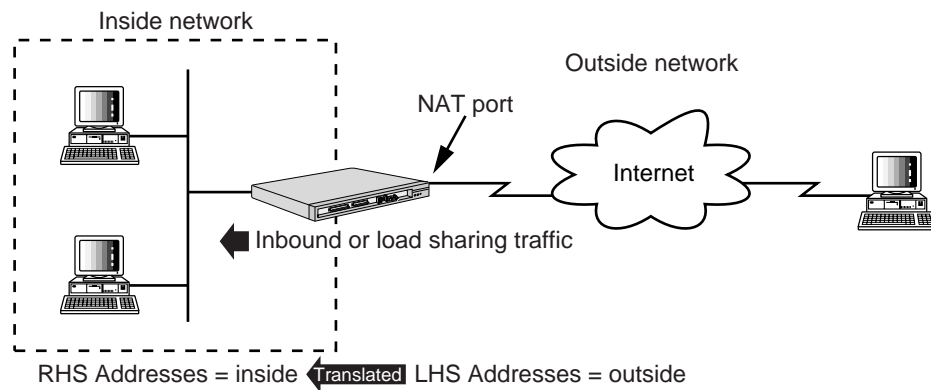 Inside network
Outside network
NAT port
Internet
Inbound or load sharing traffic
RHS Addresses = inside Translated LHS Addresses = outside